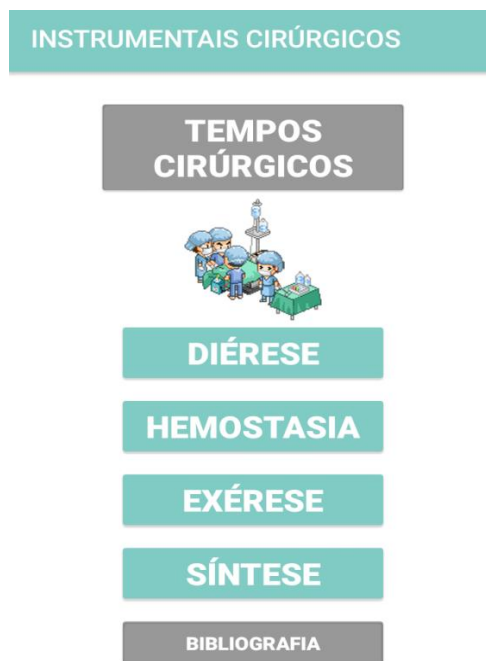 INSTRUMENTAIS CIRÚRGICOS
TEMPOS
CIRÚRGICOS
DIÉRESE
HEMOSTASIA
EXÉRESE
SÍNTESE
BIBLIOGRAFIA